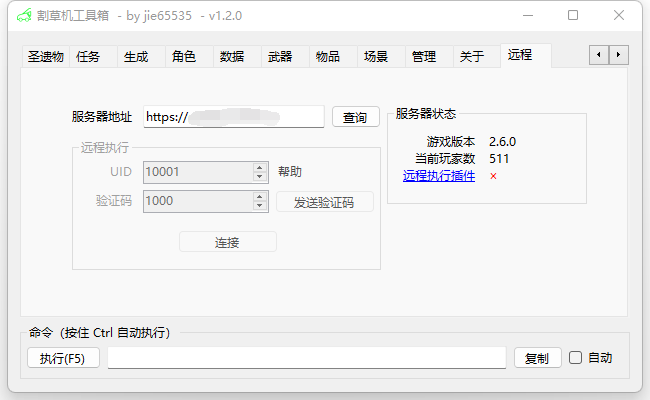 割草机工具箱 - by jie65535 - v1.2.0
圣遗物 任务 生成 角色 数据 武器 物品 场景 管理 关于 远程
服务器地址 https:// 查询
远程执行
UID 10001 帮助
验证码 1000 发送验证码
连接
服务器状态
游戏版本 2.6.0
当前玩家数 511
远程执行插件 ×
命令（按住 Ctrl 自动执行）
执行(F5) 复制 自动